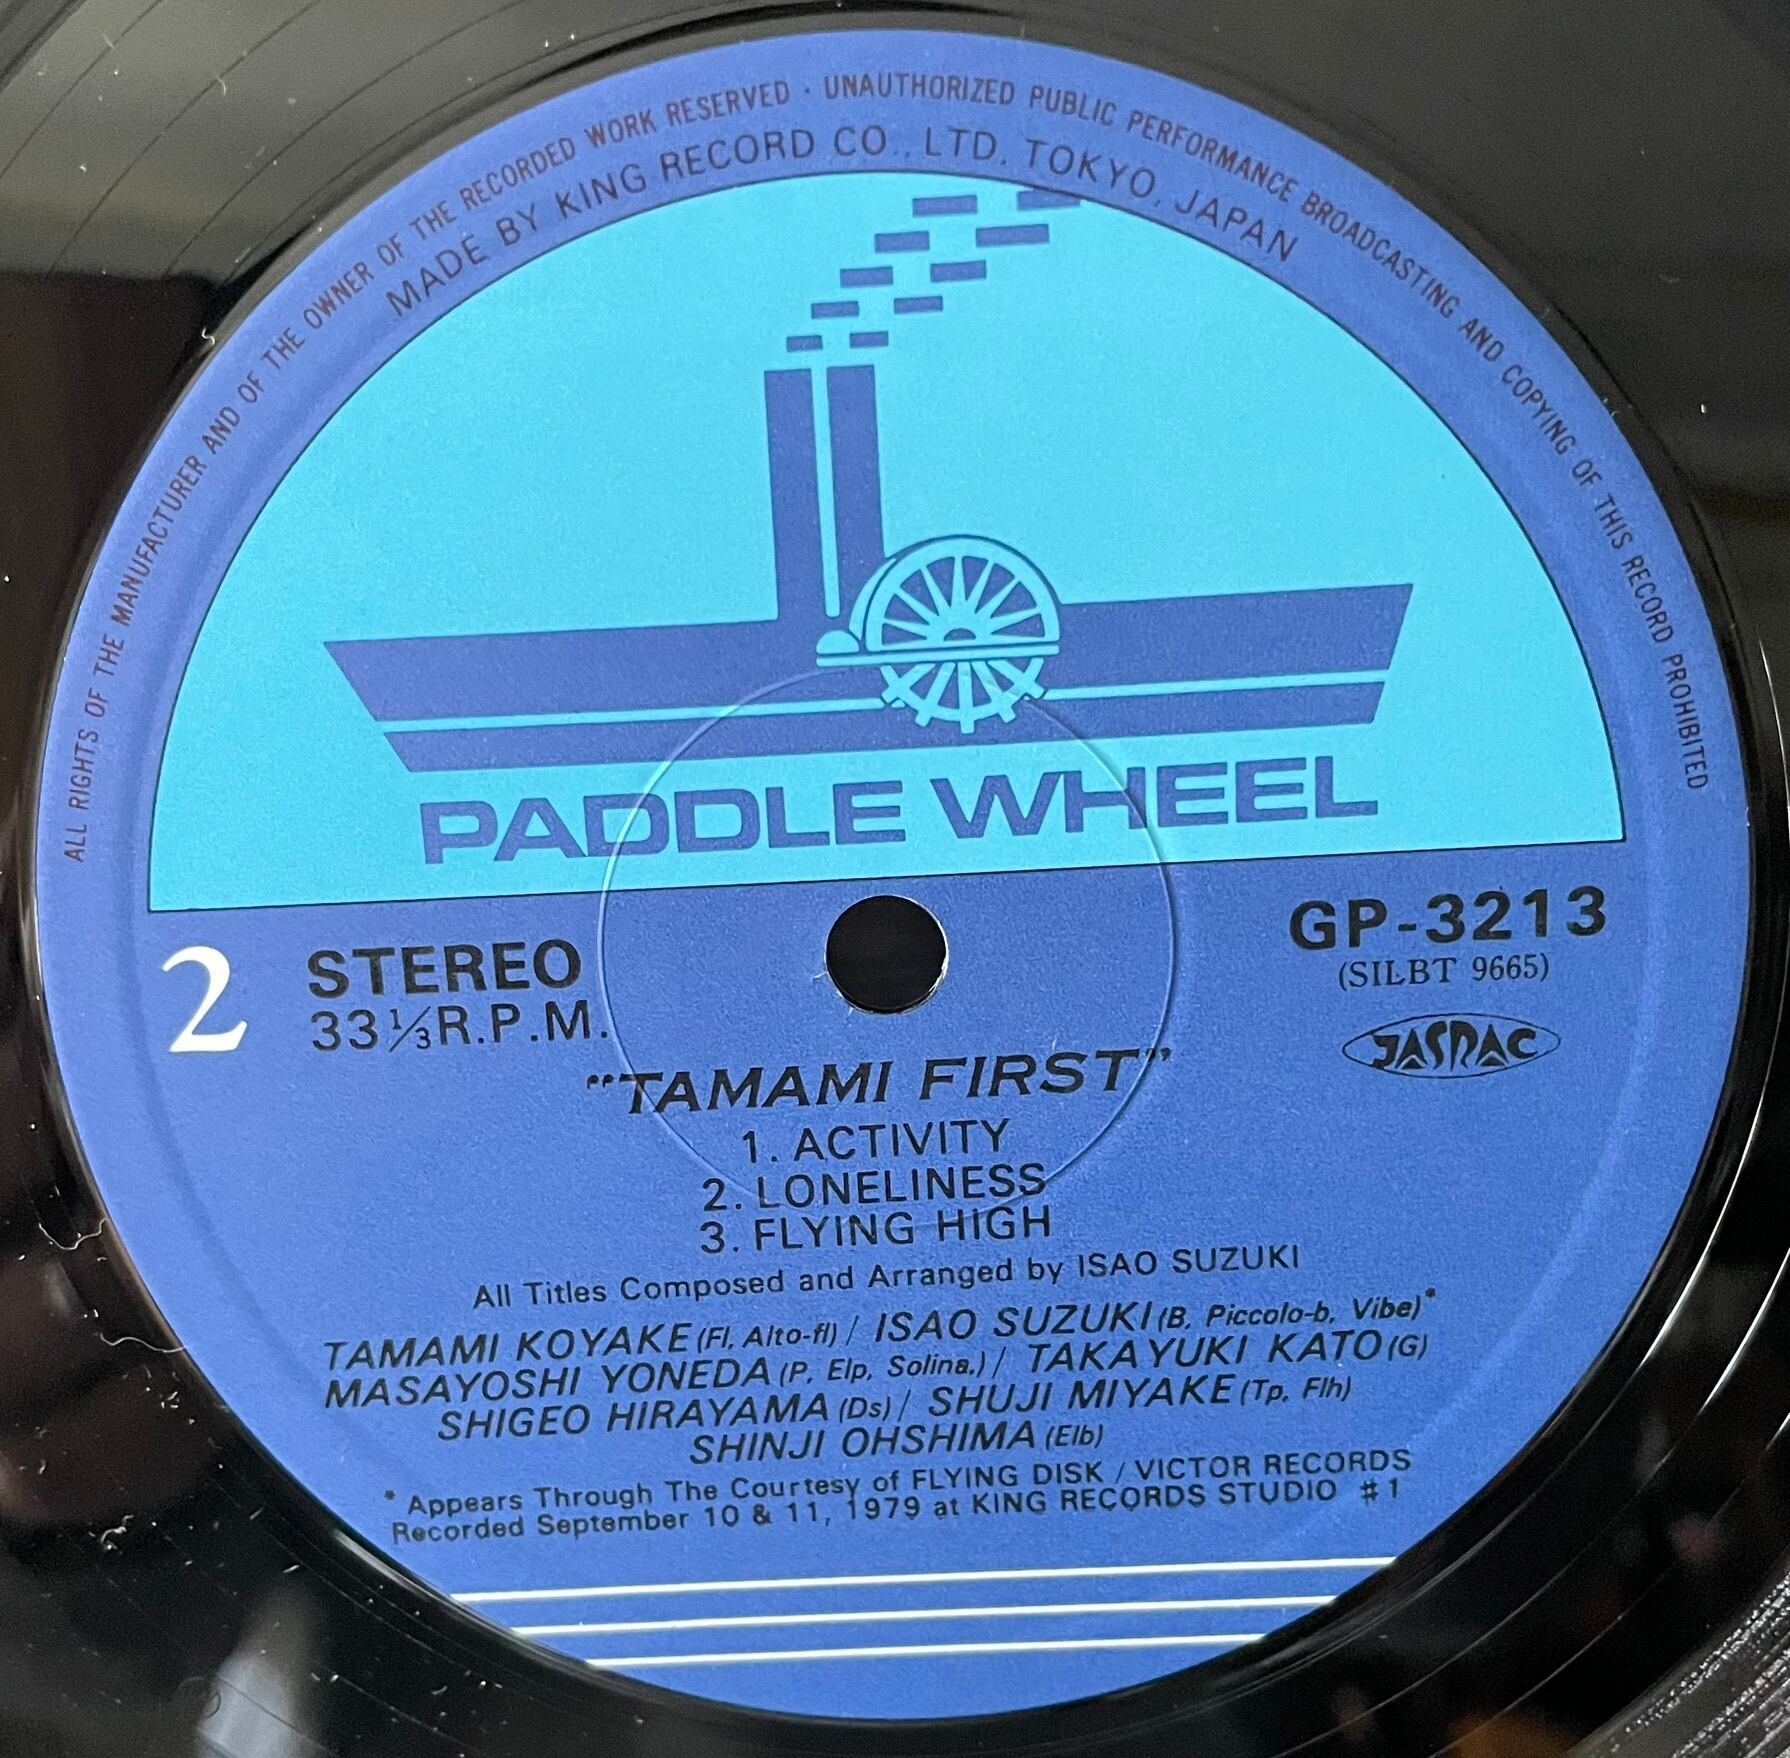 ALL RIGHTS OF THE MANUFACTURER AND OF THE OWNER OF THE RECORDED WORK RESERVED · UNAUTHORIZED PUBLIC PERFORMANCE BROADCASTING AND COPYING OF THIS RECORD PROHIBITED
MADE BY KING RECORD CO., LTD. TOKYO, JAPAN
PADDLE WHEEL
2 STEREO
33 1/3 R.P.M.
GP-3213
(SILBT 9665)
JASRAC
"TAMAMI FIRST"
1. ACTIVITY
2. LONELINESS
3. FLYING HIGH
All Titles Composed and Arranged by ISAO SUZUKI
TAMAMI KOYAKE (Fl, Alto-fl) / ISAO SUZUKI (B, Piccolo-b, Vibe)*
MASAYOSHI YONEDA (P, Elp, Solina,) / TAKAYUKI KATO (G)
SHIGEO HIRAYAMA (Ds) / SHUJI MIYAKE (Tp, Flh)
SHINJI OHSHIMA (Elb)
* Appears Through The Courtesy of FLYING DISK / VICTOR RECORDS
Recorded September 10 & 11, 1979 at KING RECORDS STUDIO #1